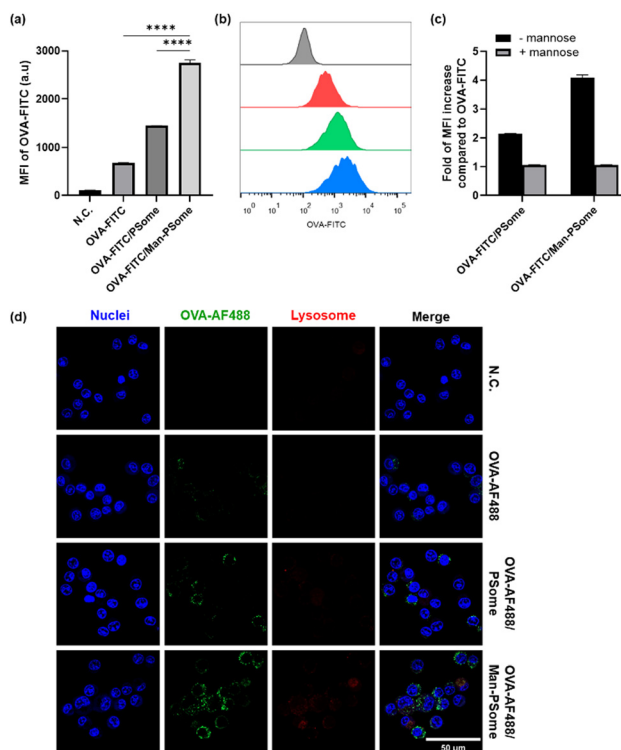 (a)
****
****
MFI of OVA-FITC (a.u)
3000
2000
1000
0
N.C.
OVA-FITC
OVA-FITC/PSome
OVA-FITC/Man-PSome
(b)
10^0 10^1 10^2 10^3 10^4 10^5
OVA-FITC
(c)
- mannose
+ mannose
Fold of MFI increase
compared to OVA-FITC
5
4
3
2
1
0
OVA-FITC/PSome
OVA-FITC/Man-PSome
(d)
Nuclei OVA-AF488 Lysosome Merge
N.C.
OVA-AF488
OVA-AF488/
PSome
OVA-AF488/
Man-PSome
50 µm